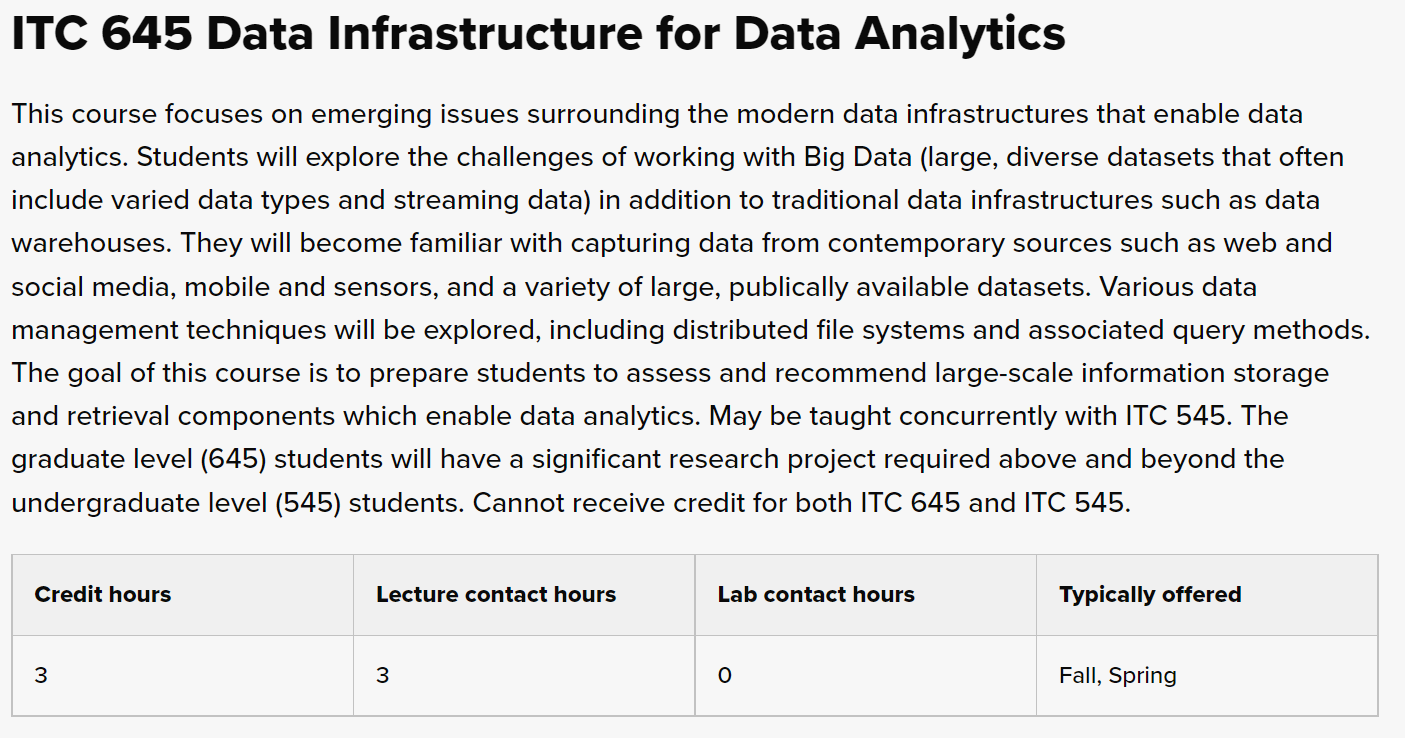 ITC 645 Data Infrastructure for Data Analytics
This course focuses on emerging issues surrounding the modern data infrastructures that enable data
analytics. Students will explore the challenges of working with Big Data (large, diverse datasets that often
include varied data types and streaming data) in addition to traditional data infrastructures such as data
warehouses. They will become familiar with capturing data from contemporary sources such as web and
social media, mobile and sensors, and a variety of large, publically available datasets. Various data
management techniques will be explored, including distributed file systems and associated query methods.
The goal of this course is to prepare students to assess and recommend large-scale information storage
and retrieval components which enable data analytics. May be taught concurrently with ITC 545. The
graduate level (645) students will have a significant research project required above and beyond the
undergraduate level (545) students. Cannot receive credit for both ITC 645 and ITC 545.
Credit hours Lecture contact hours Lab contact hours Typically offered
3 3 0 Fall, Spring